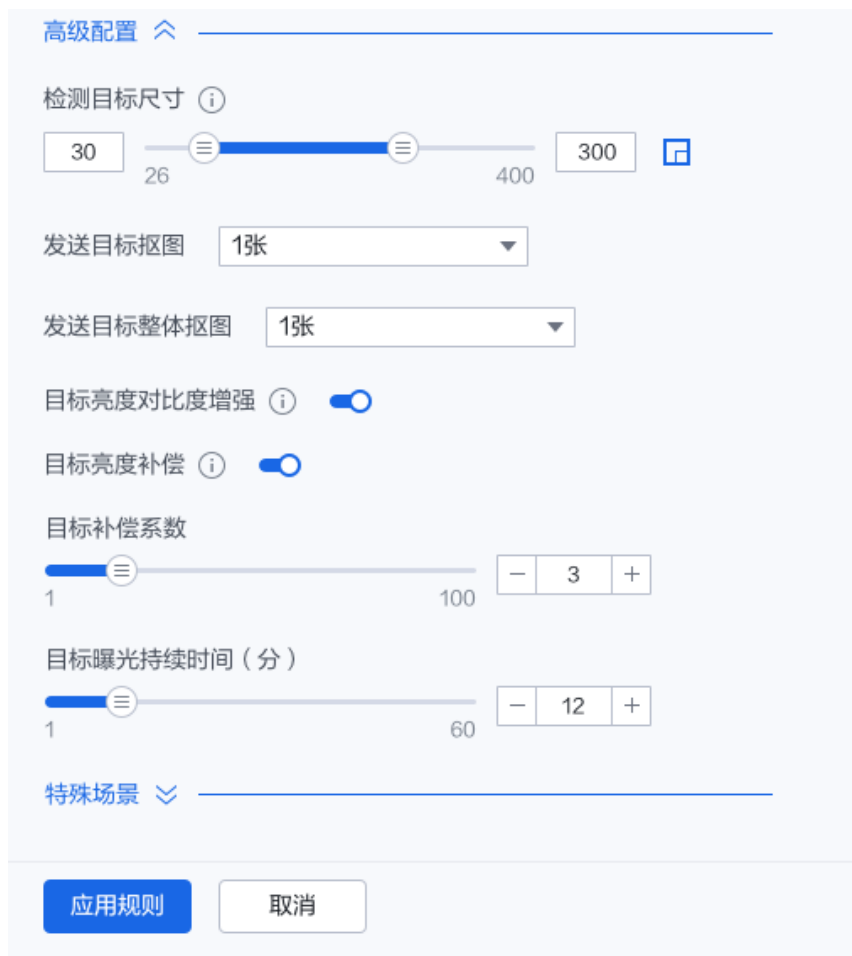 高级配置
检测目标尺寸
30 300
26 400
发送目标抠图 1张
发送目标整体抠图 1张
目标亮度对比度增强
目标亮度补偿
目标补偿系数
3
1 100
目标曝光持续时间（分）
12
1 60
特殊场景
应用规则 取消